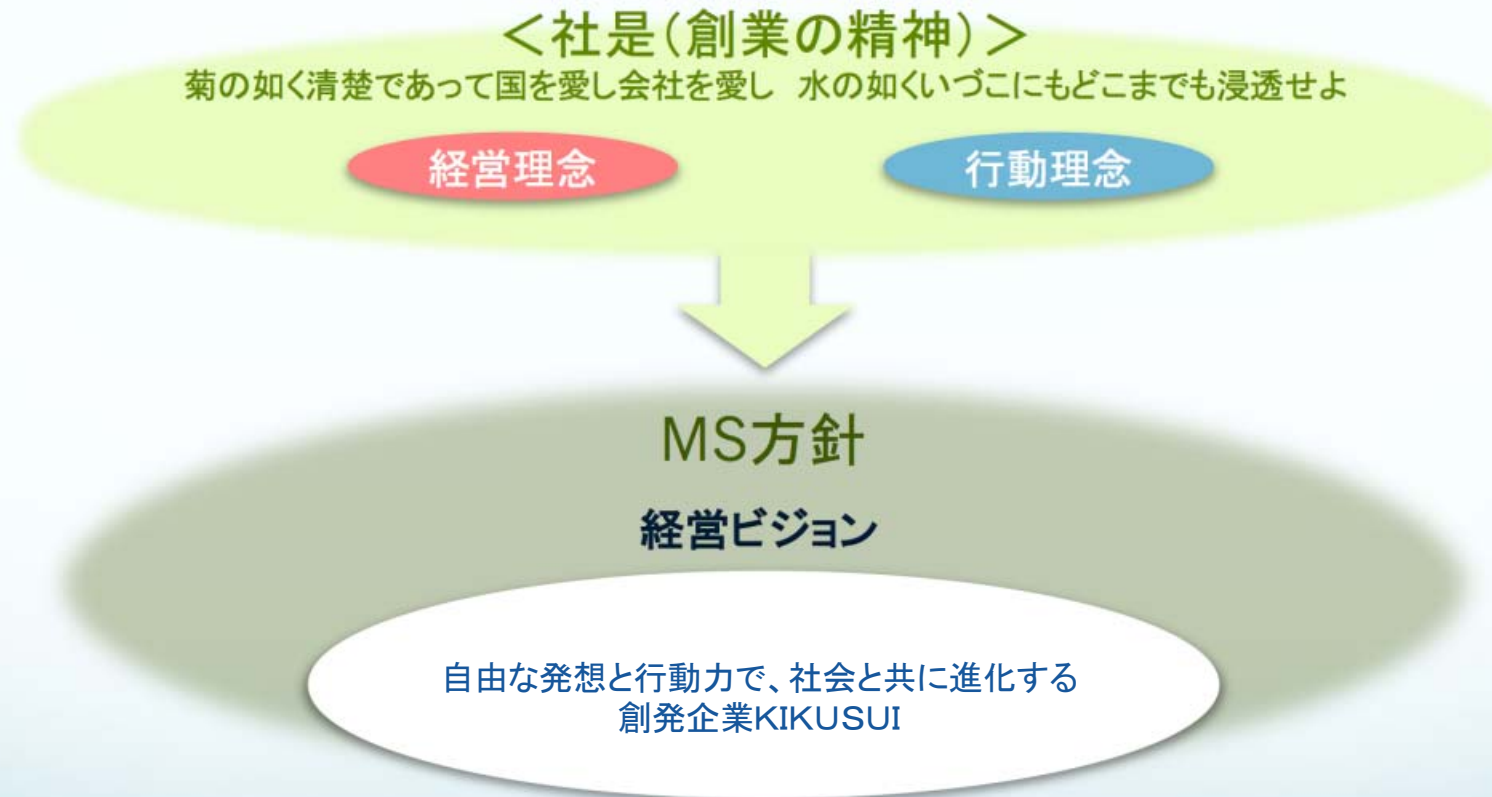 ＜社是（創業の精神）＞
菊の如く清楚であって国を愛し会社を愛し　水の如くいづこにもどこまでも浸透せよ
経営理念
行動理念
MS方針
経営ビジョン
自由な発想と行動力で、社会と共に進化する
創発企業KIKUSUI